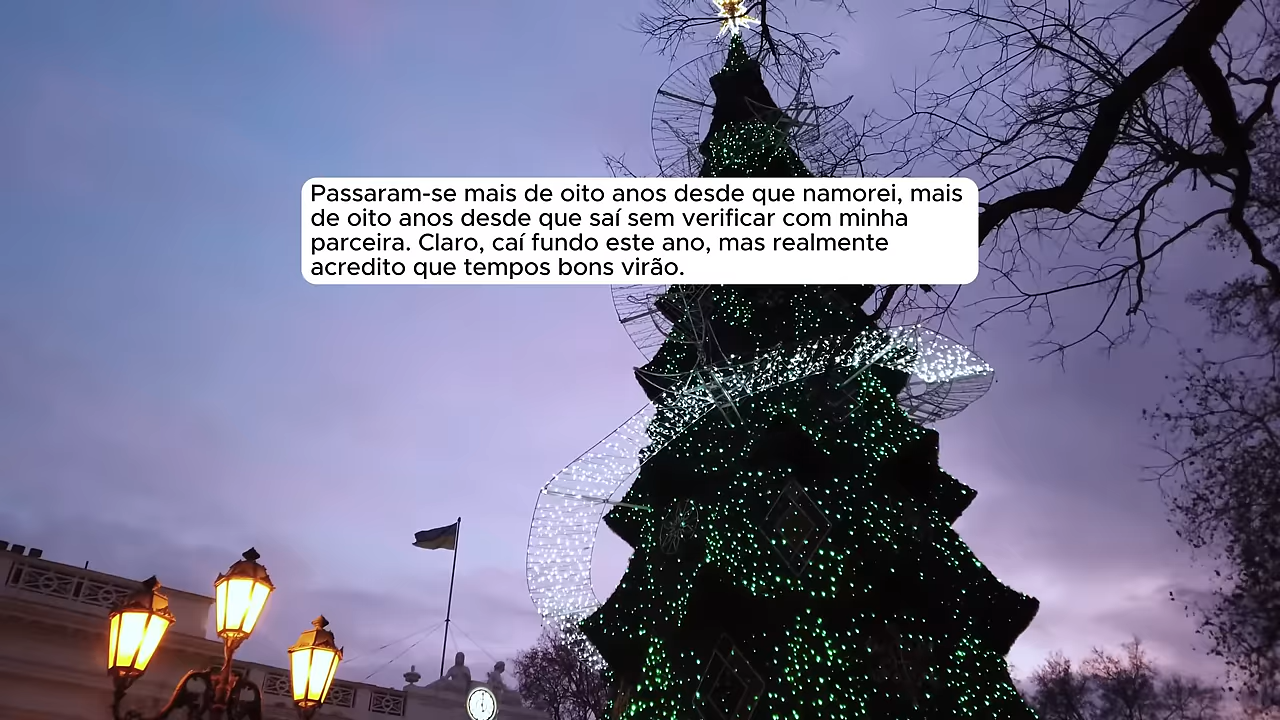 Passaram-se mais de oito anos desde que namorei, mais
de oito anos desde que saí sem verificar com minha
parceira. Claro, caí fundo este ano, mas realmente
acredito que tempos bons virão.